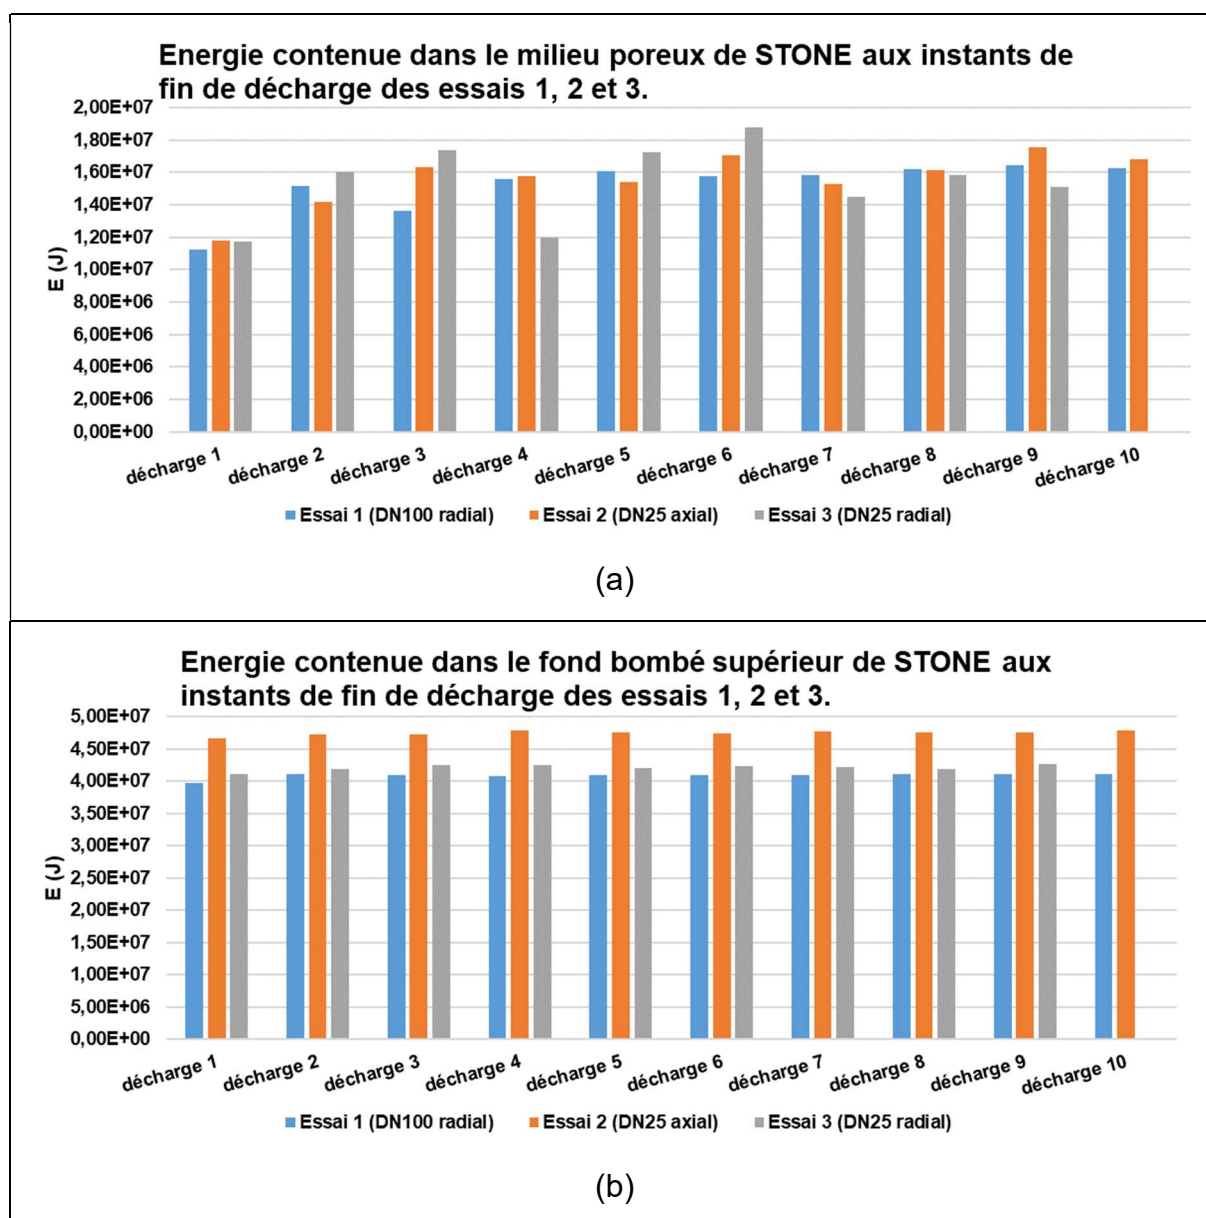 Energie contenue dans le milieu poreux de STONE aux instants de
fin de décharge des essais 1, 2 et 3.
E (J)
2,00E+07
1,80E+07
1,60E+07
1,40E+07
1,20E+07
1,00E+07
8,00E+06
6,00E+06
4,00E+06
2,00E+06
0,00E+00
décharge 1 décharge 2 décharge 3 décharge 4 décharge 5 décharge 6 décharge 7 décharge 8 décharge 9 décharge 10
Essai 1 (DN100 radial) Essai 2 (DN25 axial) Essai 3 (DN25 radial)
(a)
Energie contenue dans le fond bombé supérieur de STONE aux
instants de fin de décharge des essais 1, 2 et 3.
E (J)
5,00E+07
4,50E+07
4,00E+07
3,50E+07
3,00E+07
2,50E+07
2,00E+07
1,50E+07
1,00E+07
5,00E+06
0,00E+00
décharge 1 décharge 2 décharge 3 décharge 4 décharge 5 décharge 6 décharge 7 décharge 8 décharge 9 décharge 10
Essai 1 (DN100 radial) Essai 2 (DN25 axial) Essai 3 (DN25 radial)
(b)